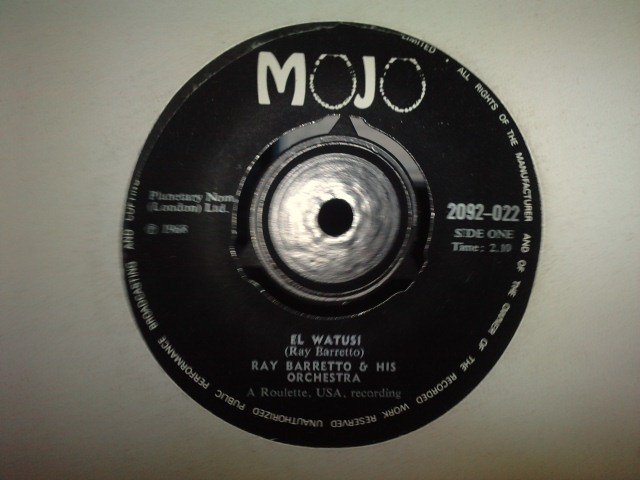 MOJO
Planetary Nom.
(London) Ltd.
℗ 1968
2092-022
SIDE ONE
Time: 2.10
EL WATUSI
(Ray Barretto)
RAY BARRETTO & HIS
ORCHESTRA
A Roulette, USA, recording
LIMITED · ALL RIGHTS OF THE MANUFACTURER AND OF THE OWNER OF THE RECORDED WORK RESERVED UNAUTHORIZED PUBLIC PERFORMANCE BROADCASTING AND COPYING